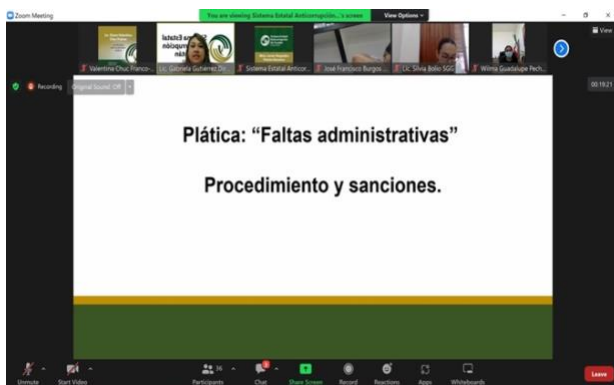 Zoom Meeting
You are viewing Sistema Estatal Anticorrupción...'s screen
View Options
View
Valentina Chuc Franco-...
Lic. Gabriela Gutiérrez Do...
Sistema Estatal Anticor...
José Francisco Burgos ...
Lic. Silvia Bolio SGG
Wilma Guadalupe Pech...
Recording
Original Sound: Off
00:19:21
Plática: “Faltas administrativas”
Procedimiento y sanciones.
Unmute
Start Video
Participants
Chat
Share Screen
Record
Reactions
Apps
Whiteboards
Leave